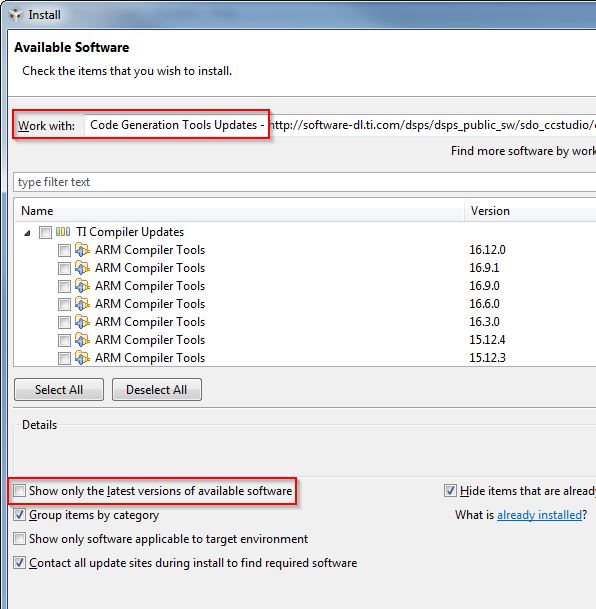 Install
Available Software
Check the items that you wish to install.
Work with: Code Generation Tools Updates - http://software-dl.ti.com/dsps/dsps_public_sw/sdo_ccstudio/
Find more software by work
type filter text
Name Version
TI Compiler Updates
ARM Compiler Tools 16.12.0
ARM Compiler Tools 16.9.1
ARM Compiler Tools 16.9.0
ARM Compiler Tools 16.6.0
ARM Compiler Tools 16.3.0
ARM Compiler Tools 15.12.4
ARM Compiler Tools 15.12.3
Select All Deselect All
Details
Show only the latest versions of available software Hide items that are already
Group items by category What is already installed?
Show only software applicable to target environment
Contact all update sites during install to find required software